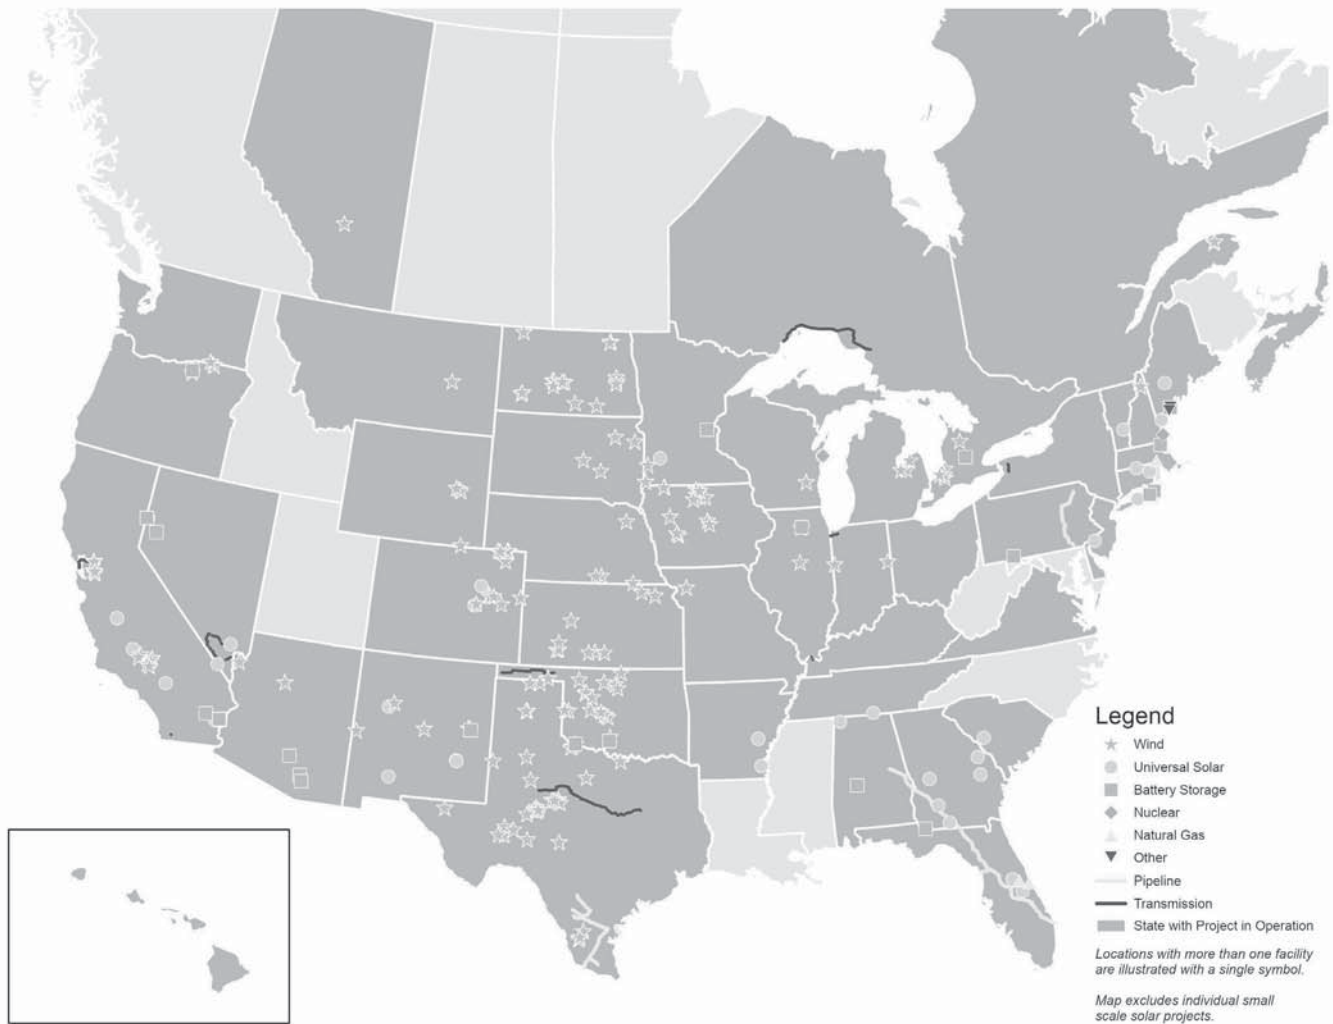 Legend
Wind
Universal Solar
Battery Storage
Nuclear
Natural Gas
Other
Pipeline
Transmission
State with Project in Operation
Locations with more than one facility
are illustrated with a single symbol.
Map excludes individual small
scale solar projects.